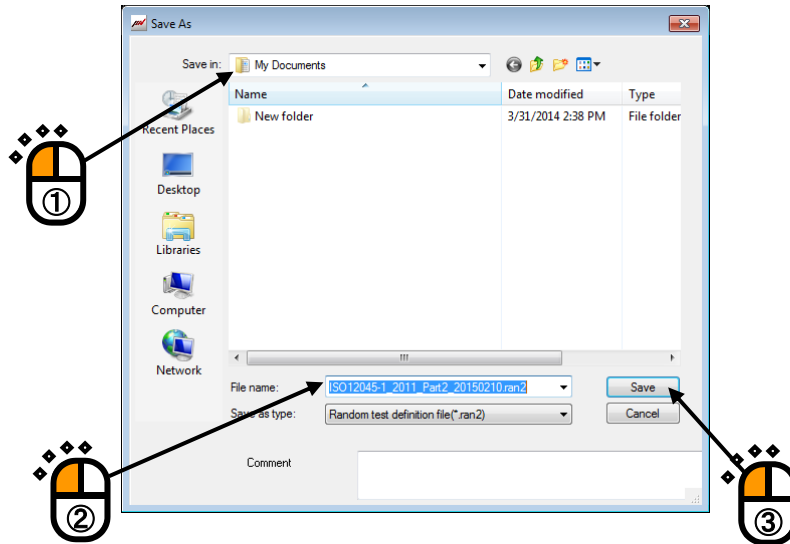 Save As
Save in: My Documents
Name Date modified Type
New folder 3/31/2014 2:38 PM File folder
Recent Places
Desktop
Libraries
Computer
Network
File name: ISO12045-1_2011_Part2_20150210.ran2 Save
Save as type: Random test definition file(*.ran2) Cancel
Comment
①
②
③